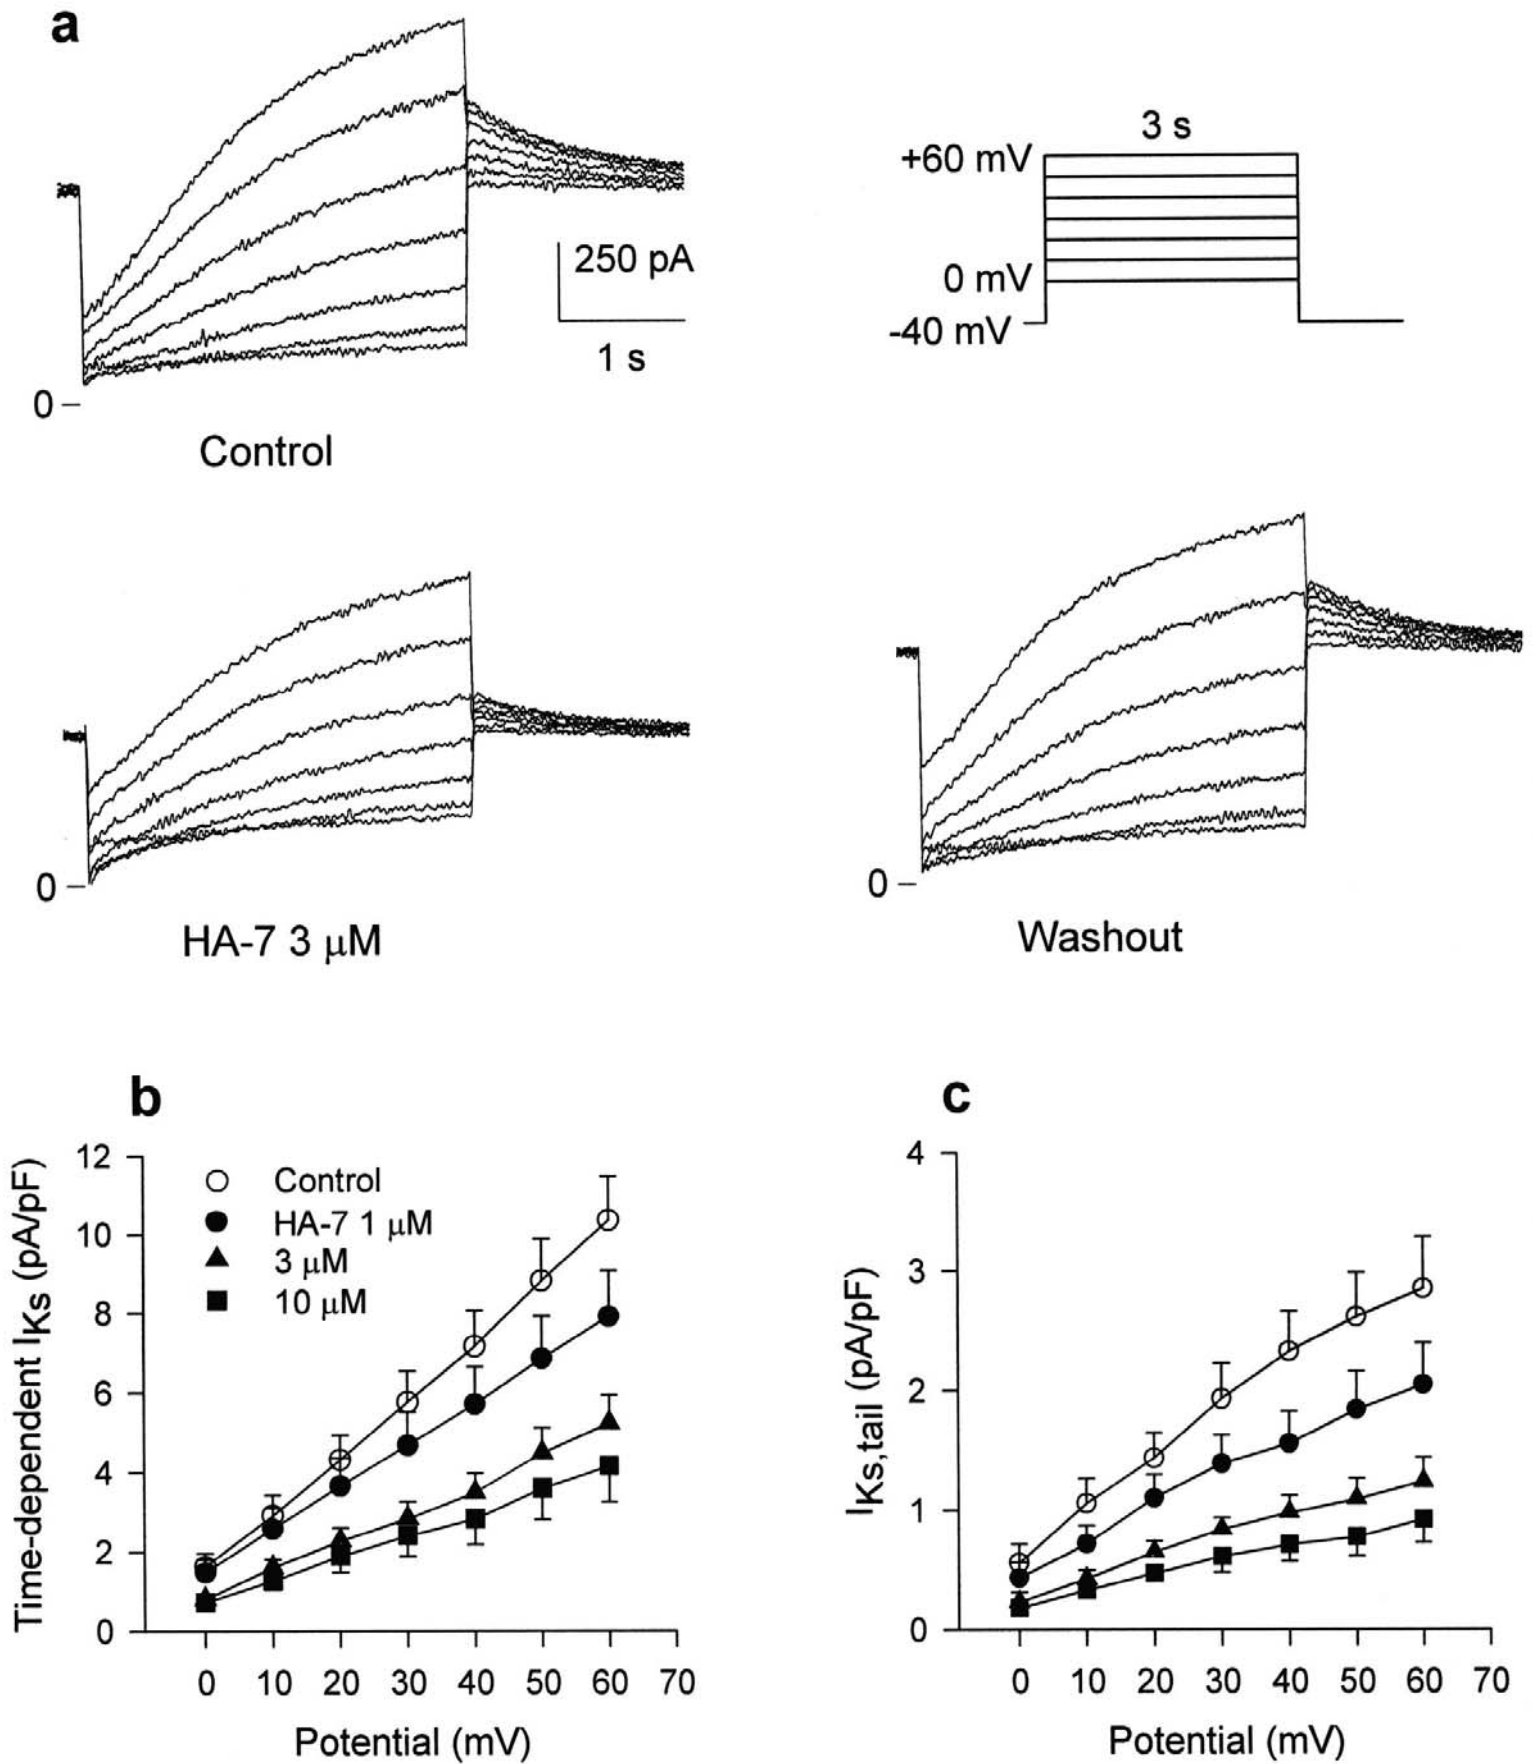 a
250 pA
1 s
0
Control
3 s
+60 mV
0 mV
-40 mV
0
HA-7 3 μM
0
Washout
b
Time-dependent IKs (pA/pF)
12
10
8
6
4
2
0
Control
HA-7 1 μM
3 μM
10 μM
0 10 20 30 40 50 60 70
Potential (mV)
c
IKs,tail (pA/pF)
4
3
2
1
0
0 10 20 30 40 50 60 70
Potential (mV)